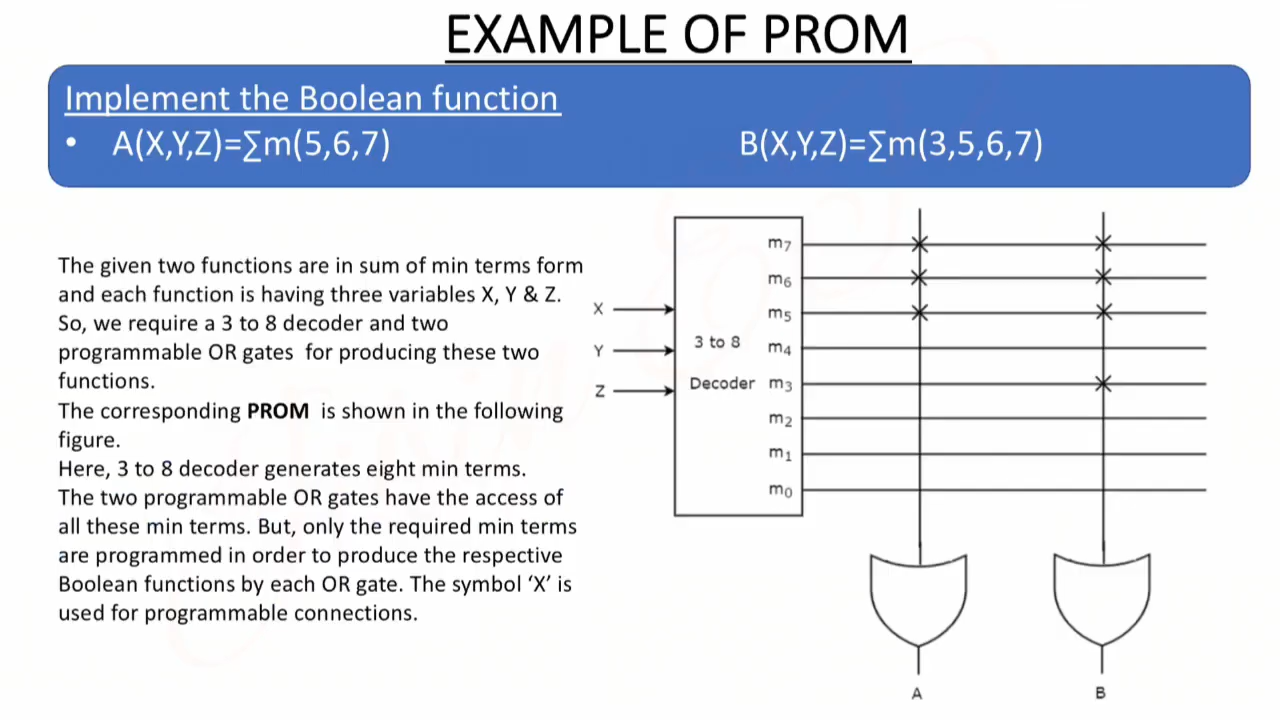 EXAMPLE OF PROM
Implement the Boolean function
• A(X,Y,Z)=∑m(5,6,7) B(X,Y,Z)=∑m(3,5,6,7)
The given two functions are in sum of min terms form
and each function is having three variables X, Y & Z.
So, we require a 3 to 8 decoder and two
programmable OR gates for producing these two
functions.
The corresponding PROM is shown in the following
figure.
Here, 3 to 8 decoder generates eight min terms.
The two programmable OR gates have the access of
all these min terms. But, only the required min terms
are programmed in order to produce the respective
Boolean functions by each OR gate. The symbol ‘X’ is
used for programmable connections.
X
Y
Z
3 to 8
Decoder
m₇
m₆
m₅
m₄
m₃
m₂
m₁
m₀
A
B